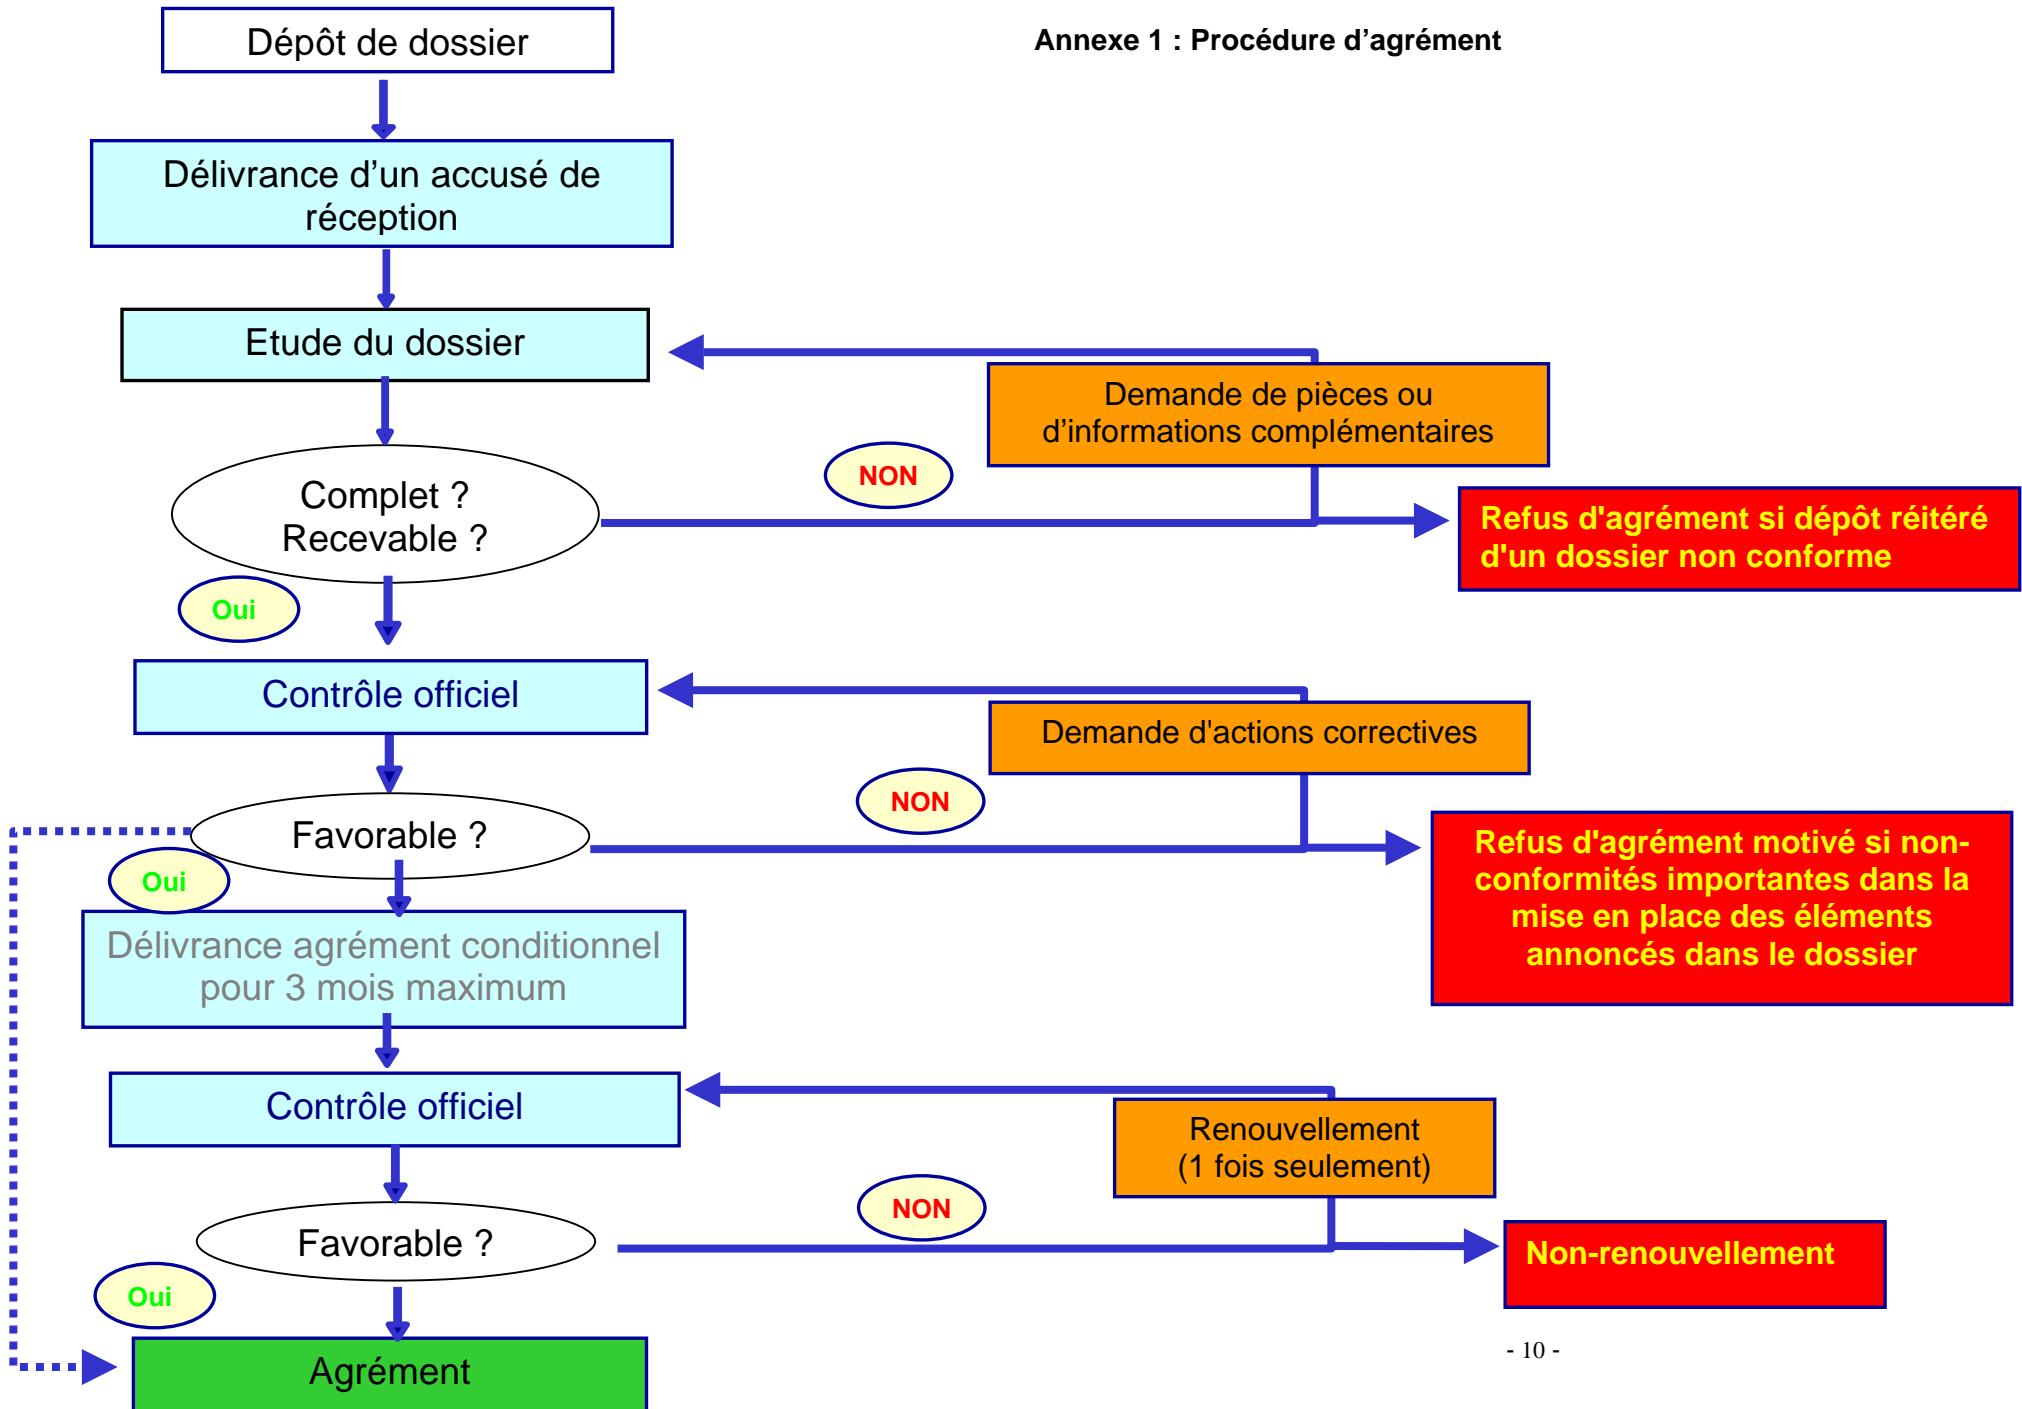 Annexe 1 : Procédure d’agrément
Dépôt de dossier
Délivrance d’un accusé de
réception
Etude du dossier
Demande de pièces ou
d’informations complémentaires
NON
Complet ?
Recevable ?
Refus d'agrément si dépôt réitéré
d'un dossier non conforme
Oui
Contrôle officiel
Demande d'actions correctives
NON
Favorable ?
Refus d'agrément motivé si non-
conformités importantes dans la
mise en place des éléments
annoncés dans le dossier
Oui
Délivrance agrément conditionnel
pour 3 mois maximum
Contrôle officiel
Renouvellement
(1 fois seulement)
NON
Favorable ?
Non-renouvellement
Oui
Agrément
- 10 -